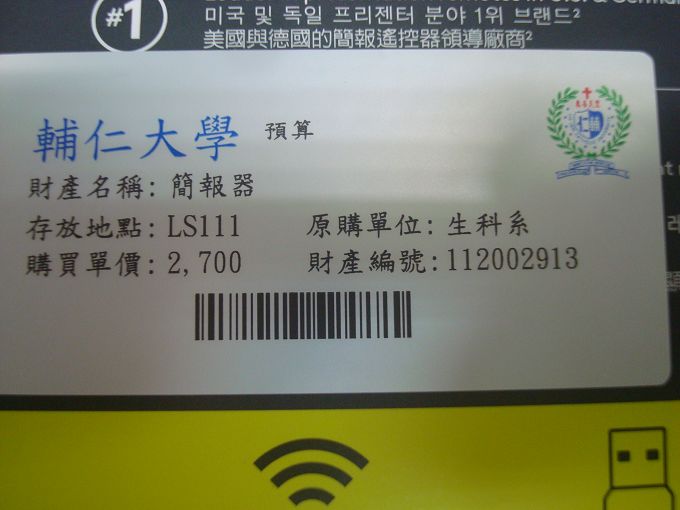 #1
미국 및 독일 프리젠터 분야 1위 브랜드²
美國與德國的簡報遙控器領導廠商²
輔仁大學 預算
財產名稱: 簡報器
存放地點: LS111 原購單位: 生科系
購買單價: 2,700 財產編號: 112002913